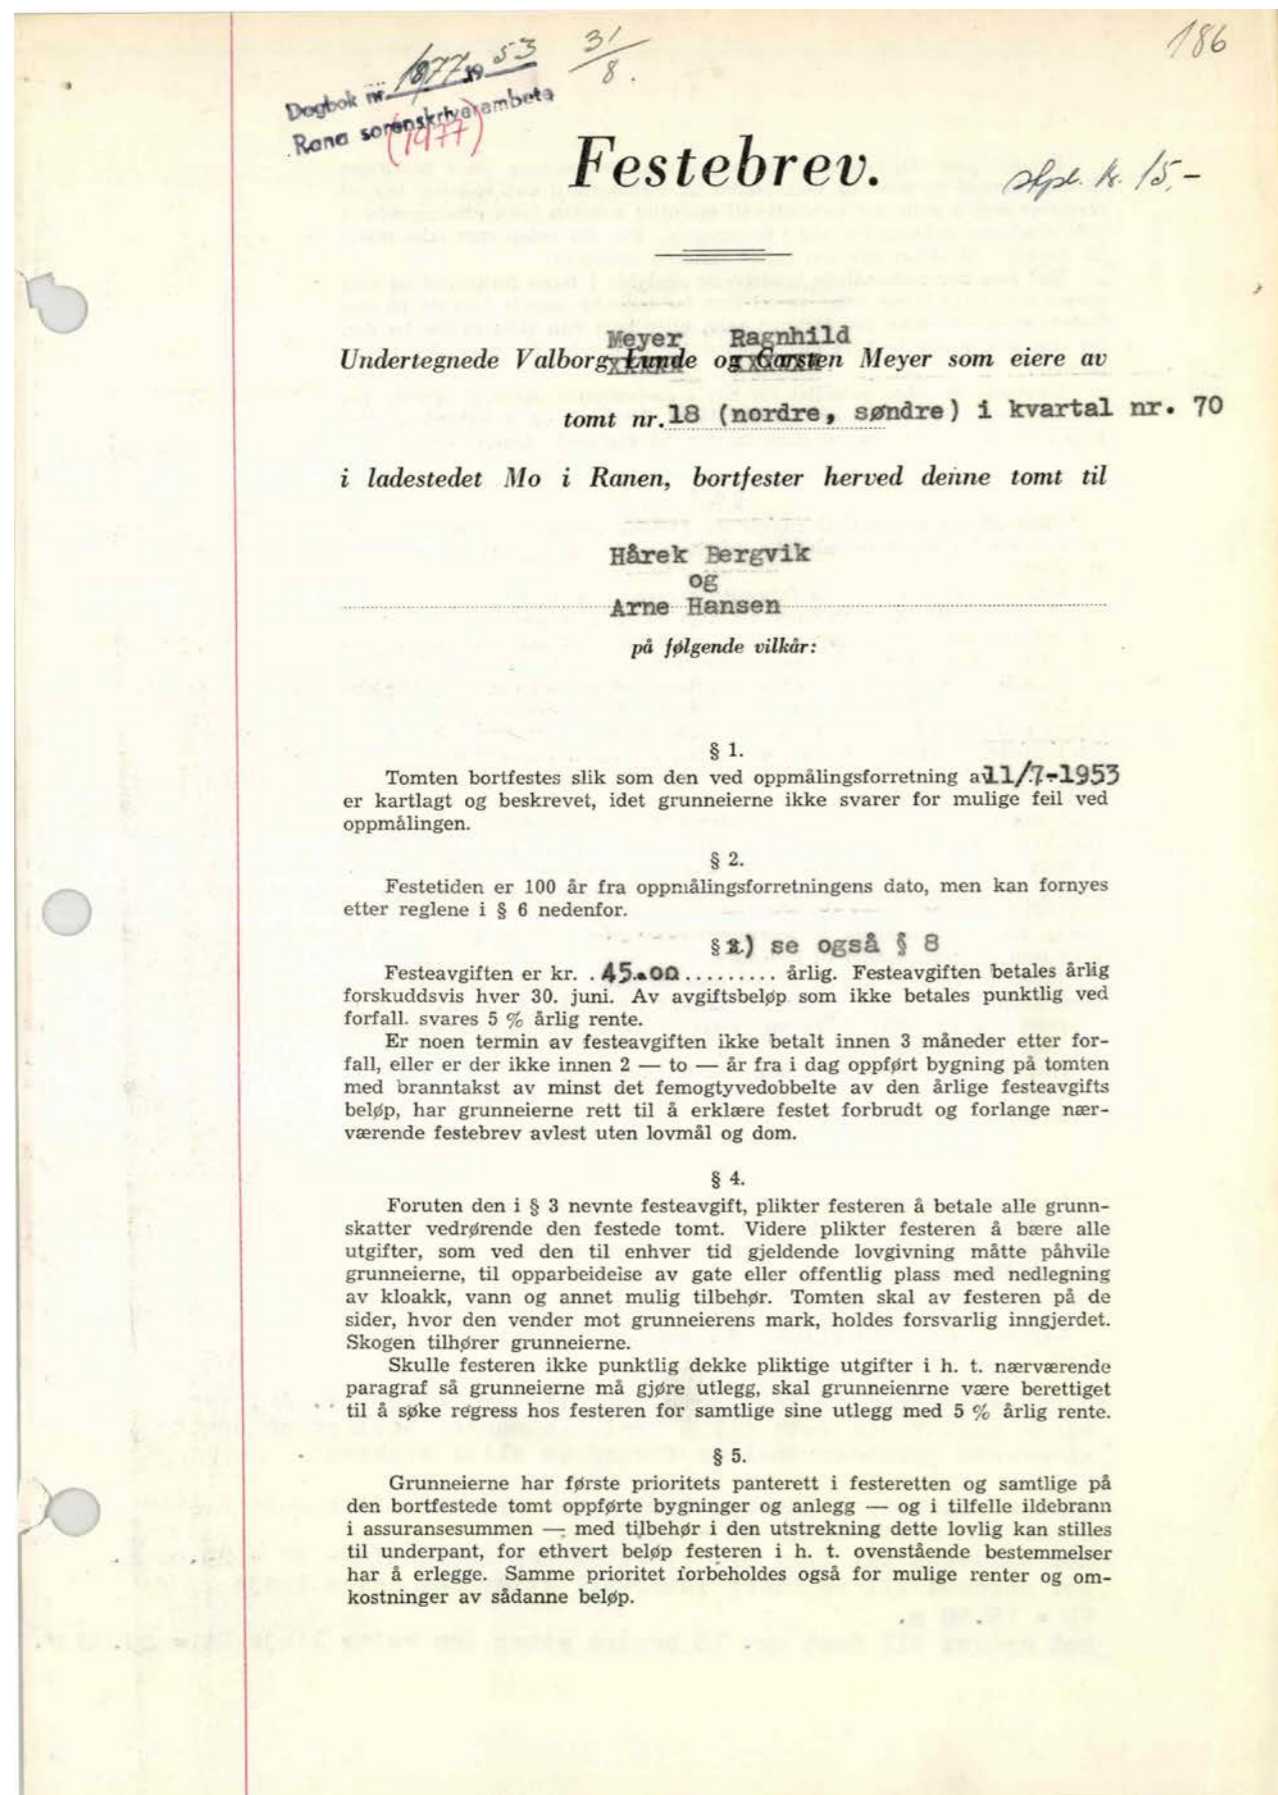 186
Dagbok nr. 1877 1953 31/8.
Rana sorenskriverembete
(1977)
Festebrev.
stpl. kr. 15,-
Meyer Ragnhild
Undertegnede Valborg Lunde og Carsten Meyer som eiere av
tomt nr. 18 (nordre, søndre) i kvartal nr. 70
i ladestedet Mo i Ranen, bortfester herved denne tomt til
Hårek Bergvik
og
Arne Hansen
på følgende vilkår:
§ 1.
Tomten bortfestes slik som den ved oppmålingsforretning av 11/7-1953
er kartlagt og beskrevet, idet grunneierne ikke svarer for mulige feil ved
oppmålingen.
§ 2.
Festetiden er 100 år fra oppmålingsforretningens dato, men kan fornyes
etter reglene i § 6 nedenfor.
§ 3.) se også § 8
Festeavgiften er kr. . 45.00 ......... årlig. Festeavgiften betales årlig
forskuddsvis hver 30. juni. Av avgiftsbeløp som ikke betales punktlig ved
forfall. svares 5 % årlig rente.
Er noen termin av festeavgiften ikke betalt innen 3 måneder etter for-
fall, eller er der ikke innen 2 — to — år fra i dag oppført bygning på tomten
med branntakst av minst det femogtyvedobbelte av den årlige festeavgifts
beløp, har grunneierne rett til å erklære festet forbrudt og forlange nær-
værende festebrev avlest uten lovmål og dom.
§ 4.
Foruten den i § 3 nevnte festeavgift, plikter festeren å betale alle grunn-
skatter vedrørende den festede tomt. Videre plikter festeren å bære alle
utgifter, som ved den til enhver tid gjeldende lovgivning måtte påhvile
grunneierne, til opparbeidelse av gate eller offentlig plass med nedlegning
av kloakk, vann og annet mulig tilbehør. Tomten skal av festeren på de
sider, hvor den vender mot grunneierens mark, holdes forsvarlig inngjerdet.
Skogen tilhører grunneierne.
Skulle festeren ikke punktlig dekke pliktige utgifter i h. t. nærværende
paragraf så grunneierne må gjøre utlegg, skal grunneienrne være berettiget
til å søke regress hos festeren for samtlige sine utlegg med 5 % årlig rente.
§ 5.
Grunneierne har første prioritets panterett i festeretten og samtlige på
den bortfestede tomt oppførte bygninger og anlegg — og i tilfelle ildebrann
i assuransesummen — med tilbehør i den utstrekning dette lovlig kan stilles
til underpant, for ethvert beløp festeren i h. t. ovenstående bestemmelser
har å erlegge. Samme prioritet forbeholdes også for mulige renter og om-
kostninger av sådanne beløp.